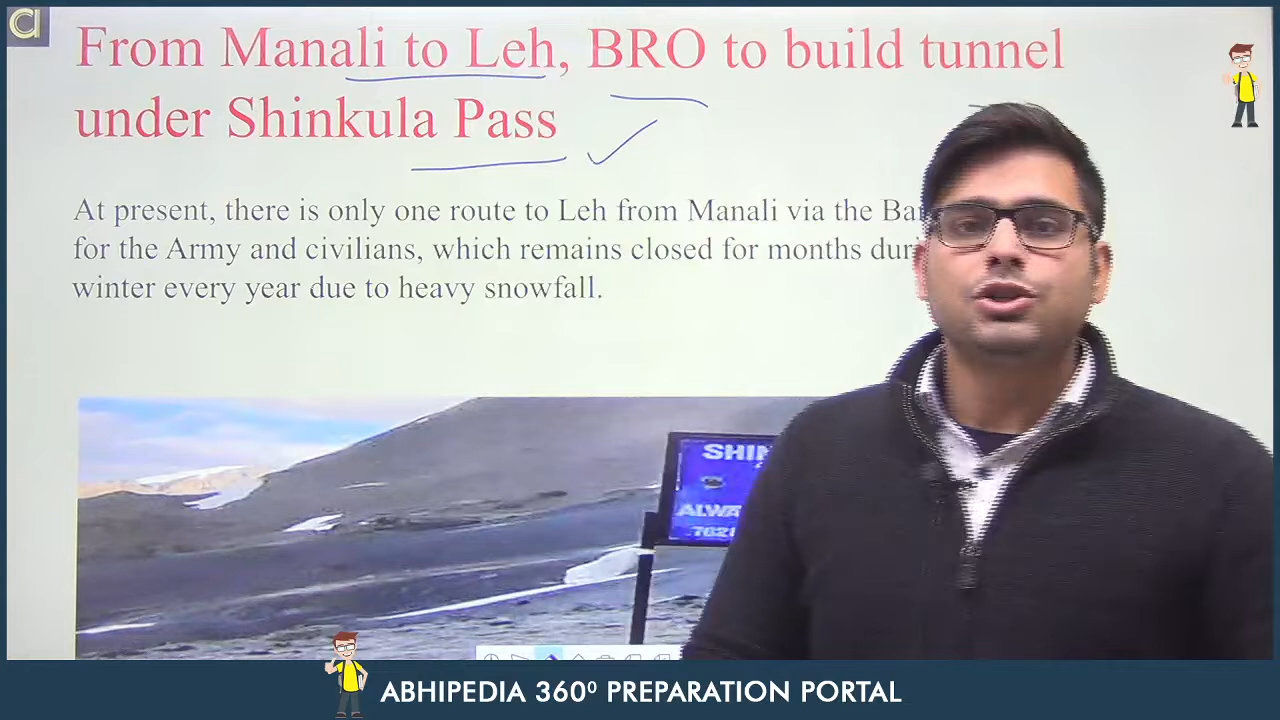 From Manali to Leh, BRO to build tunnel
under Shinkula Pass
At present, there is only one route to Leh from Manali via the
for the Army and civilians, which remains closed for months
winter every year due to heavy snowfall.
ABHIPEDIA 360⁰ PREPARATION PORTAL